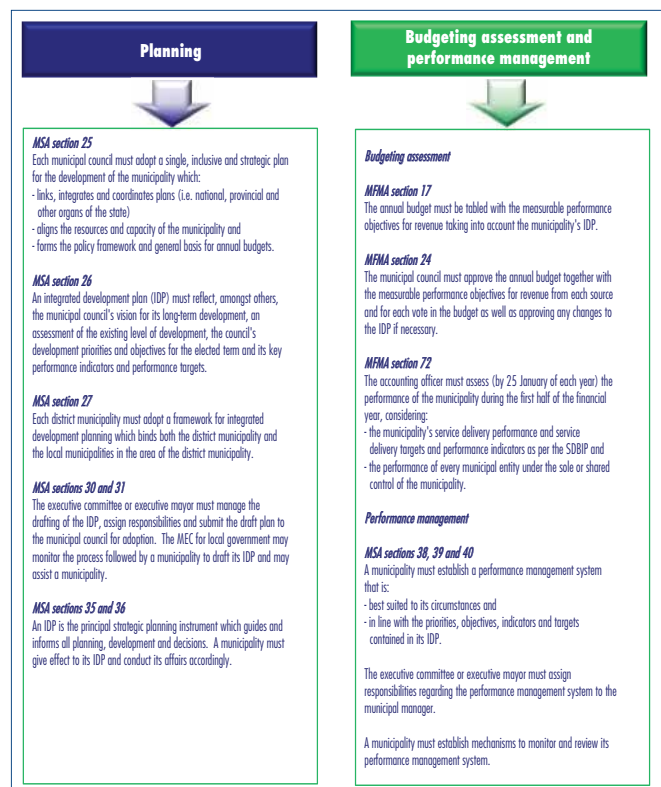 Planning
MSA section 25
Each municipal council must adopt a single, inclusive and strategic plan
for the development of the municipality which:
- links, integrates and coordinates plans (i.e. national, provincial and
other organs of the state)
- aligns the resources and capacity of the municipality and
- forms the policy framework and general basis for annual budgets.
MSA section 26
An integrated development plan (IDP) must reflect, amongst others,
the municipal council's vision for its long-term development, an
assessment of the existing level of development, the council's
development priorities and objectives for the elected term and its key
performance indicators and performance targets.
MSA section 27
Each district municipality must adopt a framework for integrated
development planning which binds both the district municipality and
the local municipalities in the area of the district municipality.
MSA sections 30 and 31
The executive committee or executive mayor must manage the
drafting of the IDP, assign responsibilities and submit the draft plan to
the municipal council for adoption. The MEC for local government may
monitor the process followed by a municipality to draft its IDP and may
assist a municipality.
MSA sections 35 and 36
An IDP is the principal strategic planning instrument which guides and
informs all planning, development and decisions. A municipality must
give effect to its IDP and conduct its affairs accordingly.
Budgeting assessment and
performance management
Budgeting assessment
MFMA section 17
The annual budget must be tabled with the measurable performance
objectives for revenue taking into account the municipality's IDP.
MFMA section 24
The municipal council must approve the annual budget together with
the measurable performance objectives for revenue from each source
and for each vote in the budget as well as approving any changes to
the IDP if necessary.
MFMA section 72
The accounting officer must assess (by 25 January of each year) the
performance of the municipality during the first half of the financial
year, considering:
- the municipality's service delivery performance and service
delivery targets and performance indicators as per the SDBIP and
- the performance of every municipal entity under the sole or shared
control of the municipality.
Performance management
MSA sections 38, 39 and 40
A municipality must establish a performance management system
that is:
- best suited to its circumstances and
- in line with the priorities, objectives, indicators and targets
contained in its IDP.
The executive committee or executive mayor must assign
responsibilities regarding the performance management system to the
municipal manager.
A municipality must establish mechanisms to monitor and review its
performance management system.